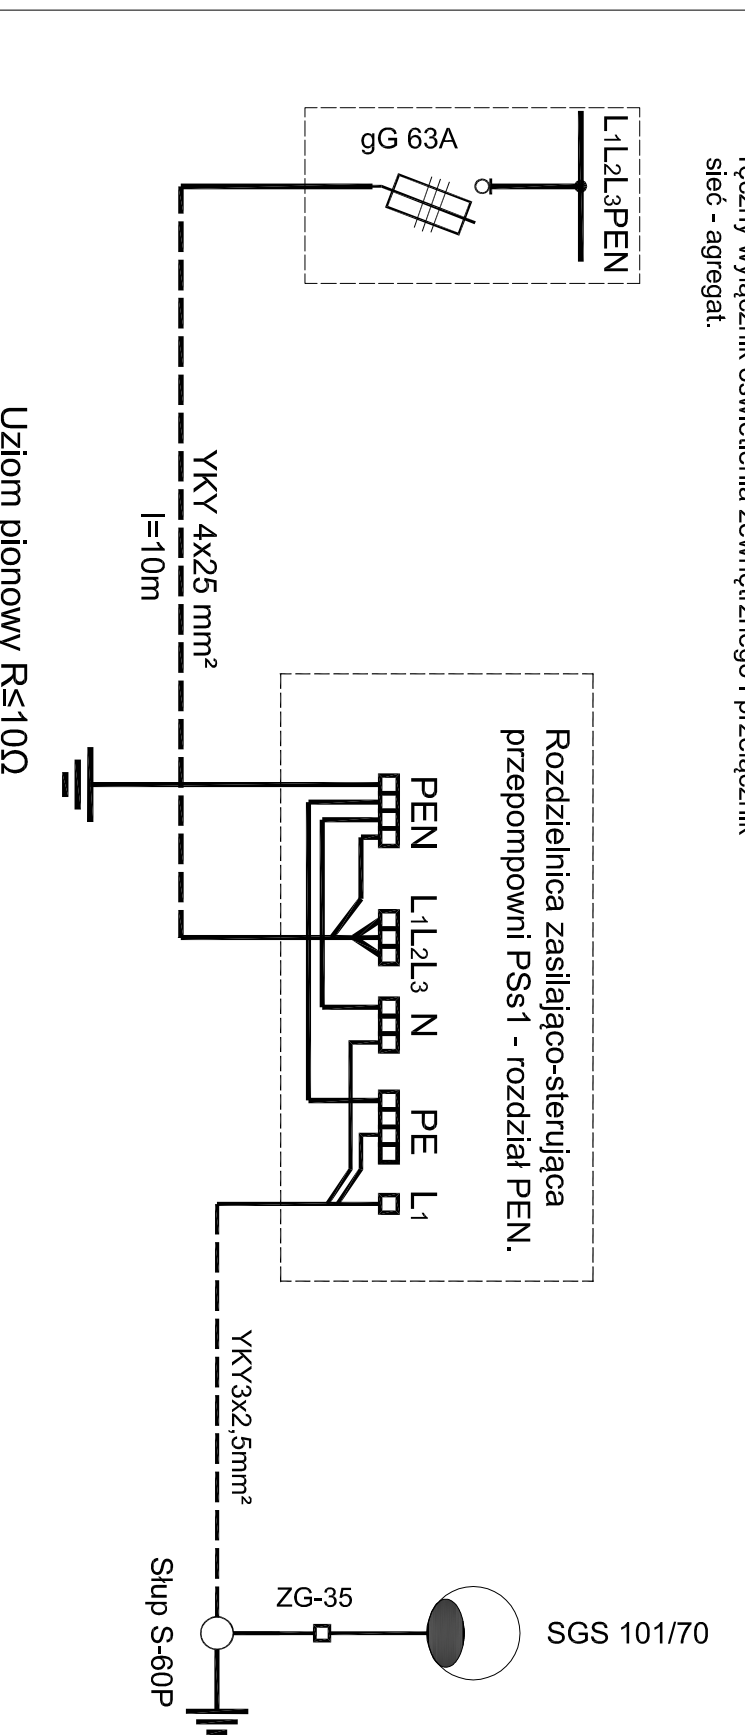 sieć - agregat.
L₁L₂L₃PEN
gG 63A
YKY 4x25 mm²
l=10m
Uziom pionowy R≤10Ω
Rozdzielnica zasilająco-sterująca
przepompowni PSs1 - rozdział PEN.
PEN
L₁L₂L₃
N
PE
L₁
YKY3x2,5mm²
Słup S-60P
ZG-35
SGS 101/70